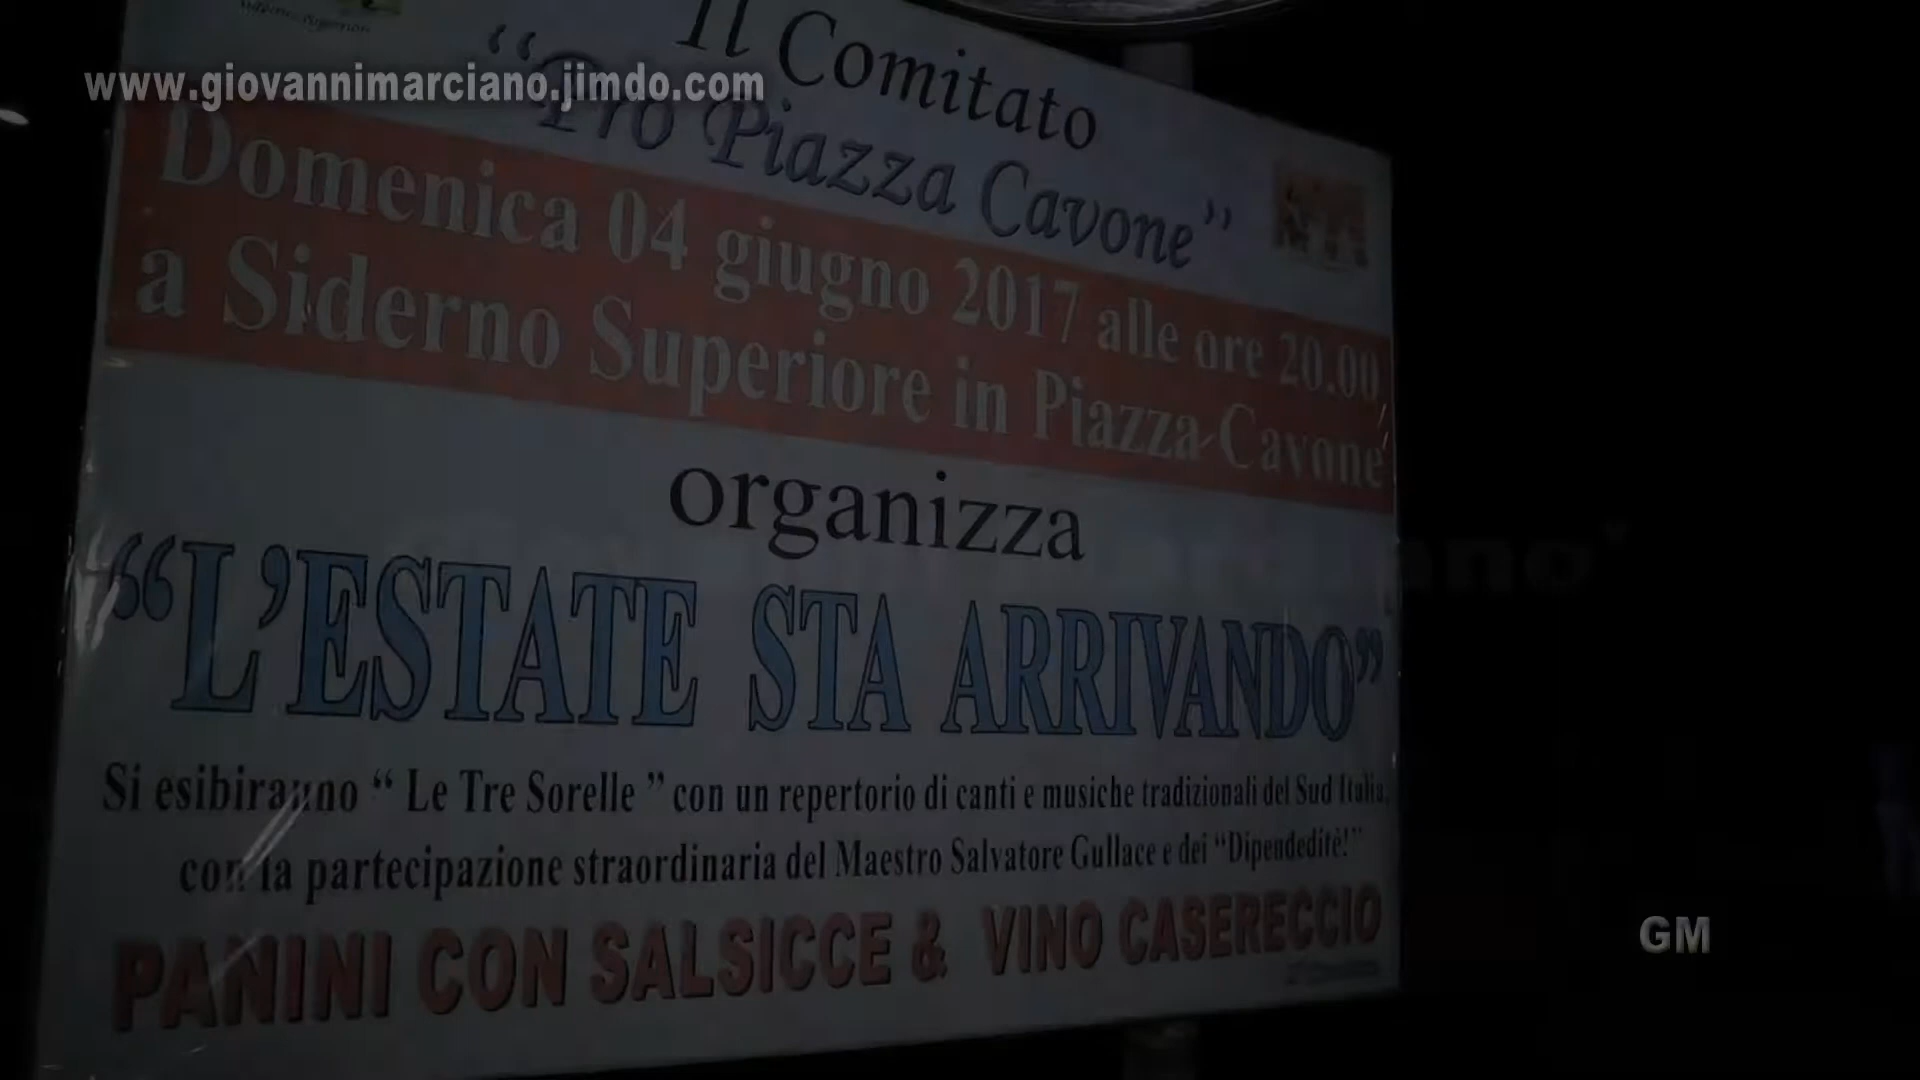 Il Comitato
www.giovannimarciano.jimdo.com
“Pro Piazza Cavone”
Domenica 04 giugno 2017 alle ore 20.00
a Siderno Superiore in Piazza Cavone
organizza
“L’ESTATE STA ARRIVANDO”
Si esibiranno “ Le Tre Sorelle ” con un repertorio di canti e musiche tradizionali del Sud Italia,
con la partecipazione straordinaria del Maestro Salvatore Gullace e dei “Dipendeditè!”
PANINI CON SALSICCE & VINO CASERECCIO
GM